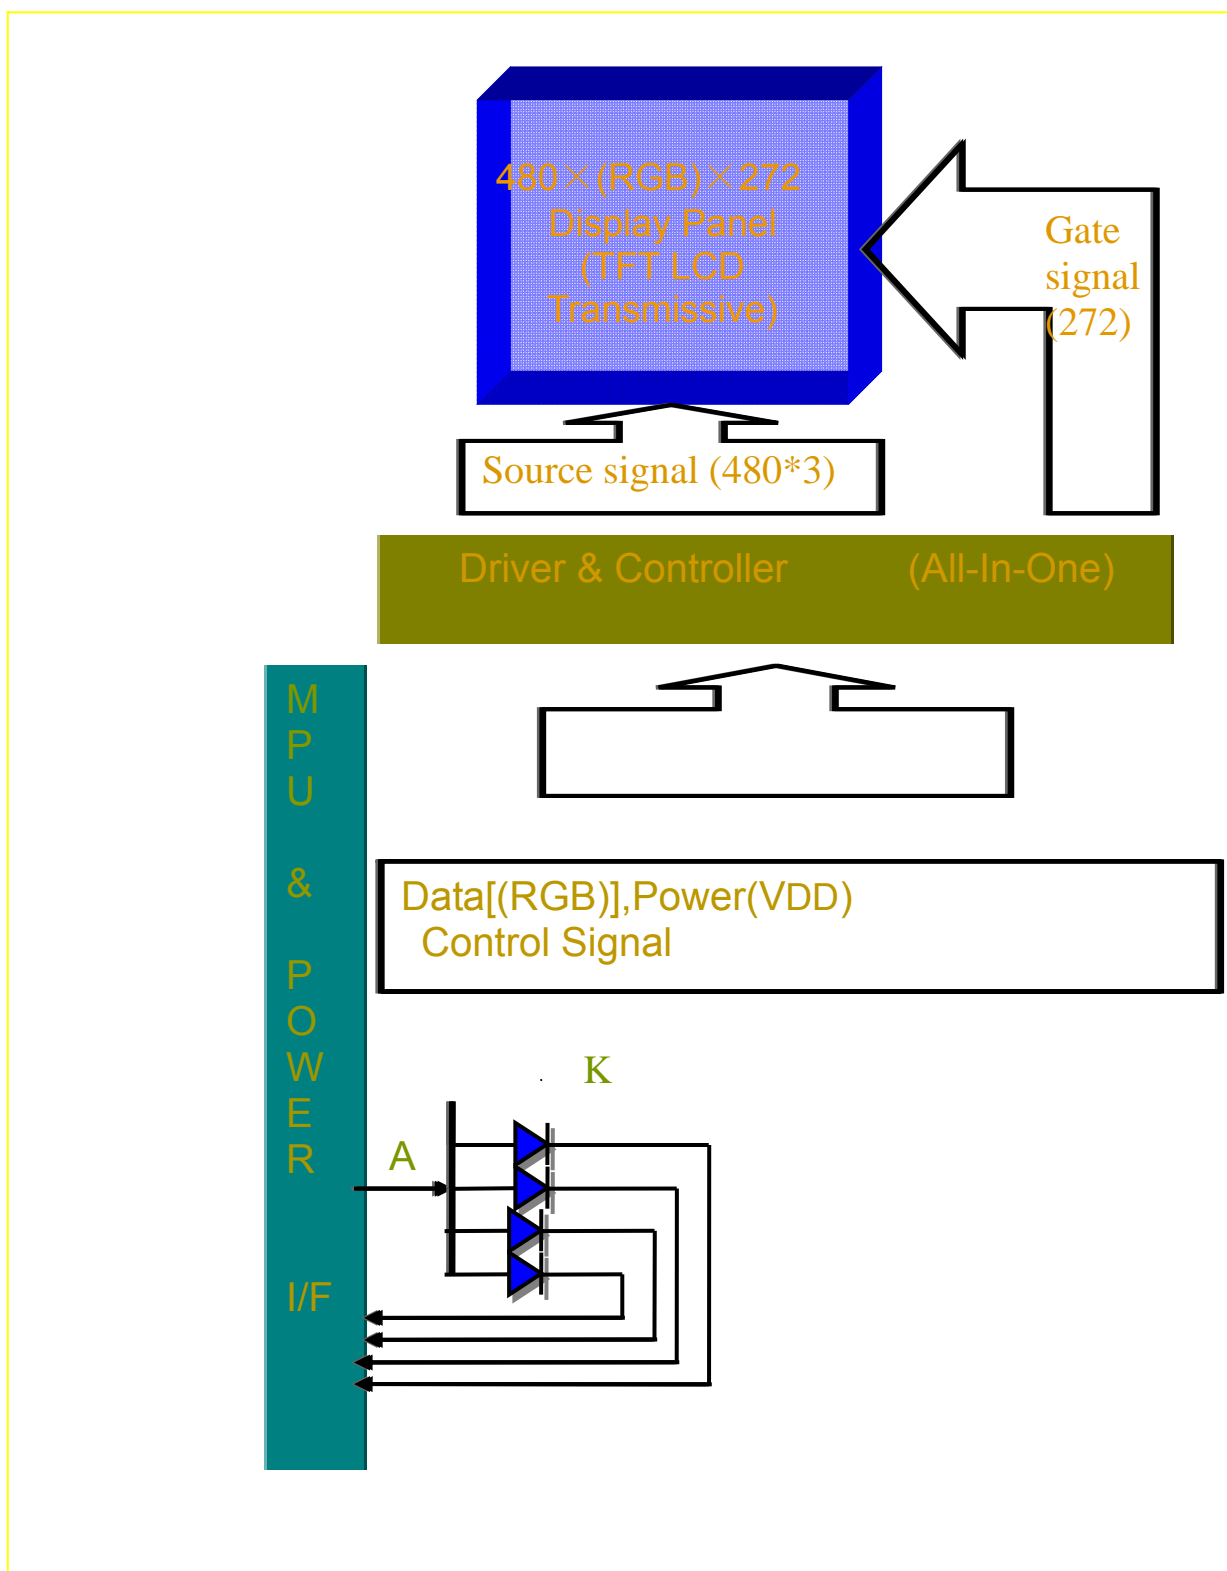 480×(RGB)×272
Display Panel
(TFT LCD
Transmissive)
Gate
signal
(272)
Source signal (480*3)
Driver & Controller (All-In-One)
M
P
U
&
P
O
W
E
R
I/F
Data[(RGB)],Power(VDD)
Control Signal
K
A